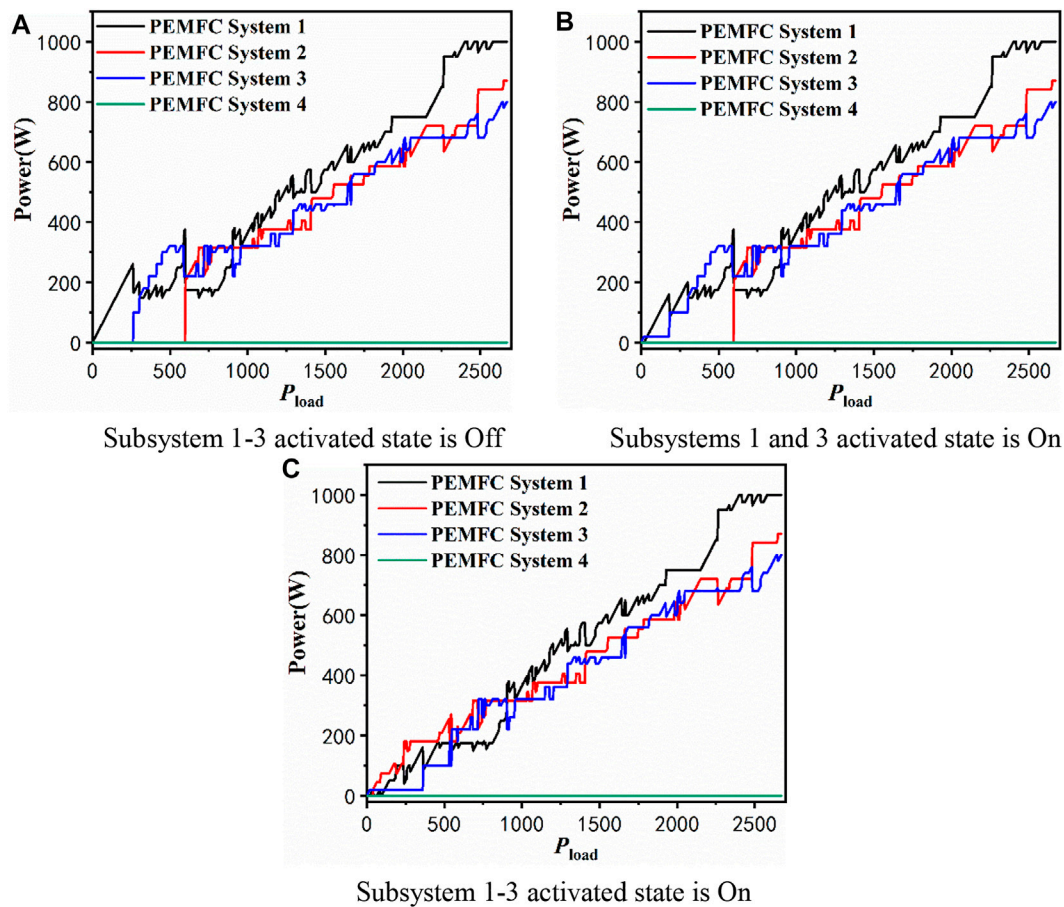 A
PEMFC System 1
PEMFC System 2
PEMFC System 3
PEMFC System 4
1000
800
600
400
200
0
Power(W)
0 500 1000 1500 2000 2500
Pload
Subsystem 1-3 activated state is Off
B
PEMFC System 1
PEMFC System 2
PEMFC System 3
PEMFC System 4
1000
800
600
400
200
0
Power(W)
0 500 1000 1500 2000 2500
Pload
Subsystems 1 and 3 activated state is On
C
PEMFC System 1
PEMFC System 2
PEMFC System 3
PEMFC System 4
1000
800
600
400
200
0
Power(W)
0 500 1000 1500 2000 2500
Pload
Subsystem 1-3 activated state is On